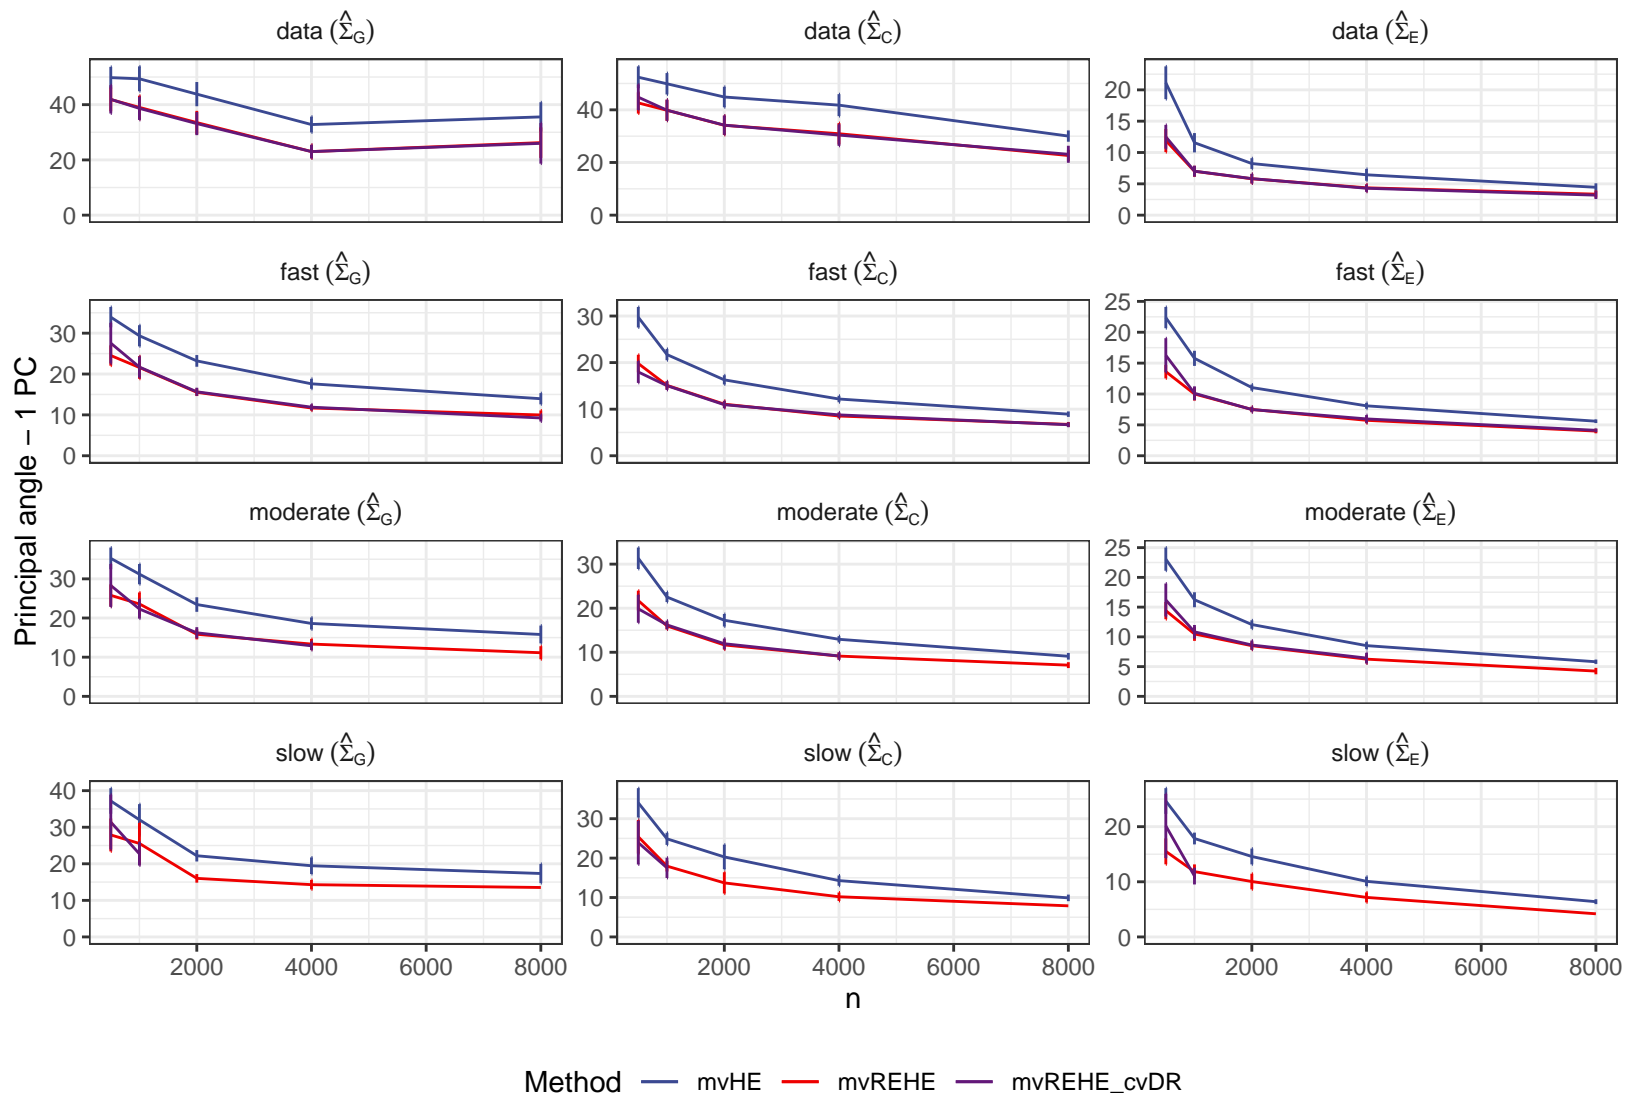 data (Σ̂G)
data (Σ̂C)
data (Σ̂E)
40
20
0
40
20
0
20
15
10
5
0
fast (Σ̂G)
fast (Σ̂C)
fast (Σ̂E)
30
20
10
0
30
20
10
0
25
20
15
10
5
0
Principal angle − 1 PC
moderate (Σ̂G)
moderate (Σ̂C)
moderate (Σ̂E)
30
20
10
0
30
20
10
0
25
20
15
10
5
0
slow (Σ̂G)
slow (Σ̂C)
slow (Σ̂E)
40
30
20
10
0
30
20
10
0
20
10
0
2000 4000 6000 8000
2000 4000 6000 8000
2000 4000 6000 8000
n
Method mvHE mvREHE mvREHE_cvDR